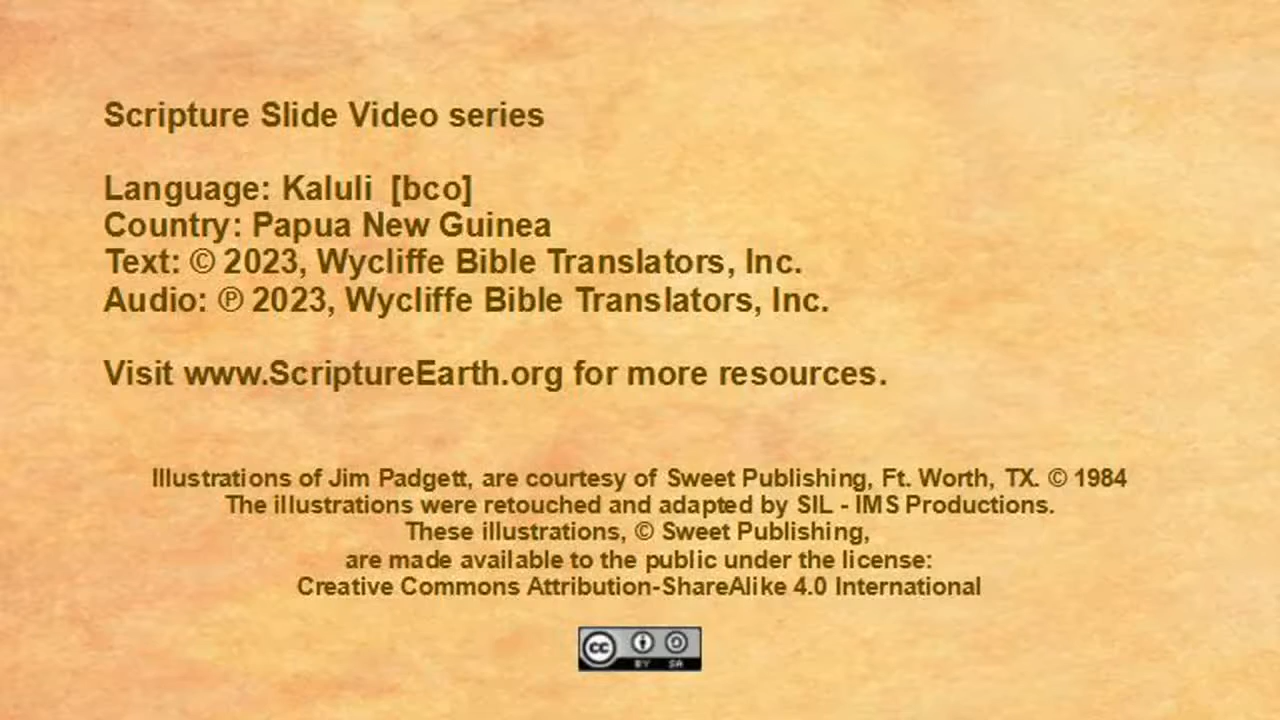 Scripture Slide Video series
Language: Kaluli [bco]
Country: Papua New Guinea
Text: © 2023, Wycliffe Bible Translators, Inc.
Audio: ℗ 2023, Wycliffe Bible Translators, Inc.
Visit www.ScriptureEarth.org for more resources.
Illustrations of Jim Padgett, are courtesy of Sweet Publishing, Ft. Worth, TX. © 1984
The illustrations were retouched and adapted by SIL - IMS Productions.
These illustrations, © Sweet Publishing,
are made available to the public under the license:
Creative Commons Attribution-ShareAlike 4.0 International
cc BY SA